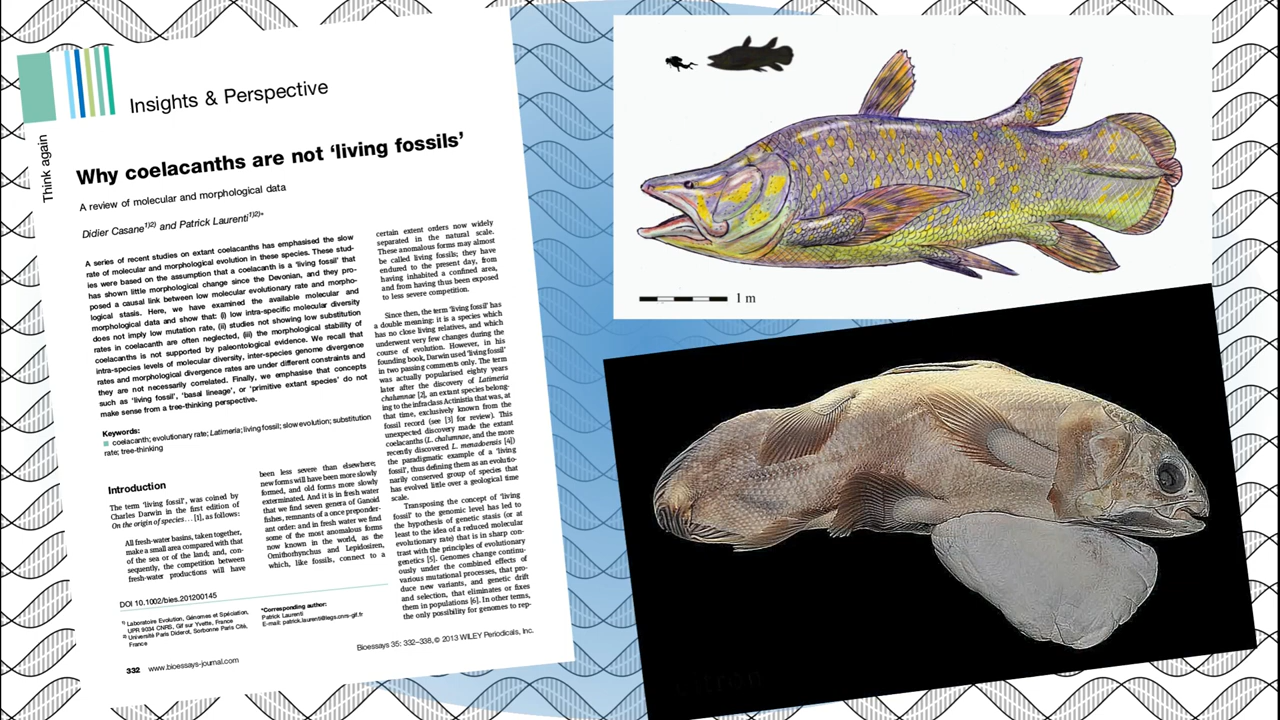 Insights & Perspective
Think again
Why coelacanths are not ‘living fossils’
A review of molecular and morphological data
Didier Casane1)2) and Patrick Laurenti1)2)*
A series of recent studies on extant coelacanths has emphasised the slow
rate of molecular and morphological evolution in these species. These stud-
ies were based on the assumption that a coelacanth is a ‘living fossil’ that
has shown little morphological change since the Devonian, and they pro-
posed a causal link between low molecular evolutionary rate and morpho-
logical stasis. Here, we have examined the available molecular and
morphological data and show that: (i) low intra-specific molecular diversity
does not imply low mutation rate, (ii) studies not showing low substitution
rates in coelacanth are often neglected, (iii) the morphological stability of
coelacanths is not supported by paleontological evidence. We recall that
intra-species levels of molecular diversity, inter-species genome divergence
rates and morphological divergence rates are under different constraints and
they are not necessarily correlated. Finally, we emphasise that concepts
such as ‘living fossil’, ‘basal lineage’, or ‘primitive extant species’ do not
make sense from a tree-thinking perspective.
Keywords:
coelacanth; evolutionary rate; Latimeria; living fossil; slow evolution; substitution
rate; tree-thinking
Introduction
The term ‘living fossil’, was coined by
Charles Darwin in the first edition of
On the origin of species... [1], as follows:
All fresh-water basins, taken together,
make a small area compared with that
of the sea or of the land; and, con-
sequently, the competition between
fresh-water productions will have
been less severe than elsewhere;
new forms will have been more slowly
formed, and old forms more slowly
exterminated. And it is in fresh water
that we find seven genera of Ganoid
fishes, remnants of a once preponder-
ant order: and in fresh water we find
some of the most anomalous forms
now known in the world, as the
Ornithorhynchus and Lepidosiren,
which, like fossils, connect to a
certain extent orders now widely
separated in the natural scale.
These anomalous forms may almost
be called living fossils; they have
endured to the present day, from
having inhabited a confined area,
and from having thus been exposed
to less severe competition.
Since then, the term ‘living fossil’ has
a double meaning: it is a species which
has no close living relatives, and which
underwent very few changes during the
course of evolution. However, in his
founding book, Darwin used ‘living fossil’
in two passing comments only. The term
was actually popularised eighty years
later after the discovery of Latimeria
chalumnae [2], an extant species belong-
ing to the infraclass Actinistia that was, at
that time, exclusively known from the
fossil record (see [3] for review). This
unexpected discovery made the extant
coelacanths (L. chalumnae, and the more
recently discovered L. menadoensis [4])
the paradigmatic example of a ‘living
fossil’, thus defining them as an evolutio-
narily conserved group of species that
has evolved little over a geological time
scale.
Transposing the concept of ‘living
fossil’ to the genomic level has led to
the hypothesis of genetic stasis (or at
least to the idea of a reduced molecular
evolutionary rate) that is in sharp con-
trast with the principles of evolutionary
genetics [5]. Genomes change continu-
ously under the combined effects of
various mutational processes, that pro-
duce new variants, and genetic drift
and selection, that eliminates or fixes
them in populations [6]. In other terms,
the only possibility for genomes to rep-
DOI 10.1002/bies.201200145
1) Laboratoire Evolution, Génomes et Spéciation,
UPR 9034 CNRS, Gif sur Yvette, France
2) Université Paris Diderot, Sorbonne Paris Cité,
France
*Corresponding author:
Patrick Laurenti
E-mail: patrick.laurenti@legs.cnrs-gif.fr
332 www.bioessays-journal.com
Bioessays 35: 332–338, © 2013 WILEY Periodicals, Inc.
1 m